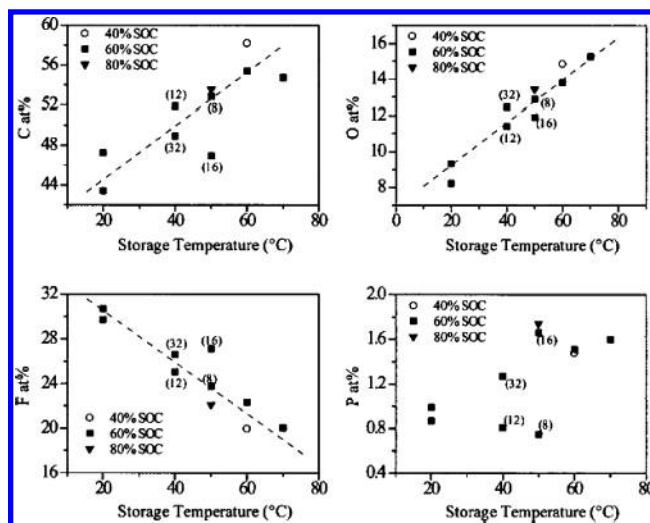 C at%
60
56
52
48
44
40% SOC
60% SOC
80% SOC
(12)
(32)
(8)
(16)
20
40
60
80
Storage Temperature (°C)
O at%
16
14
12
10
8
40% SOC
60% SOC
80% SOC
(32)
(12)
(8)
(16)
0
20
40
60
80
Storage Temperature (°C)
F at%
32
28
24
20
16
(32)
(16)
(12)
(8)
40% SOC
60% SOC
80% SOC
20
40
60
80
Storage Temperature (°C)
P at%
2.0
1.6
1.2
0.8
0.4
40% SOC
60% SOC
80% SOC
(16)
(32)
(12)
(8)
20
40
60
80
Storage Temperature (°C)